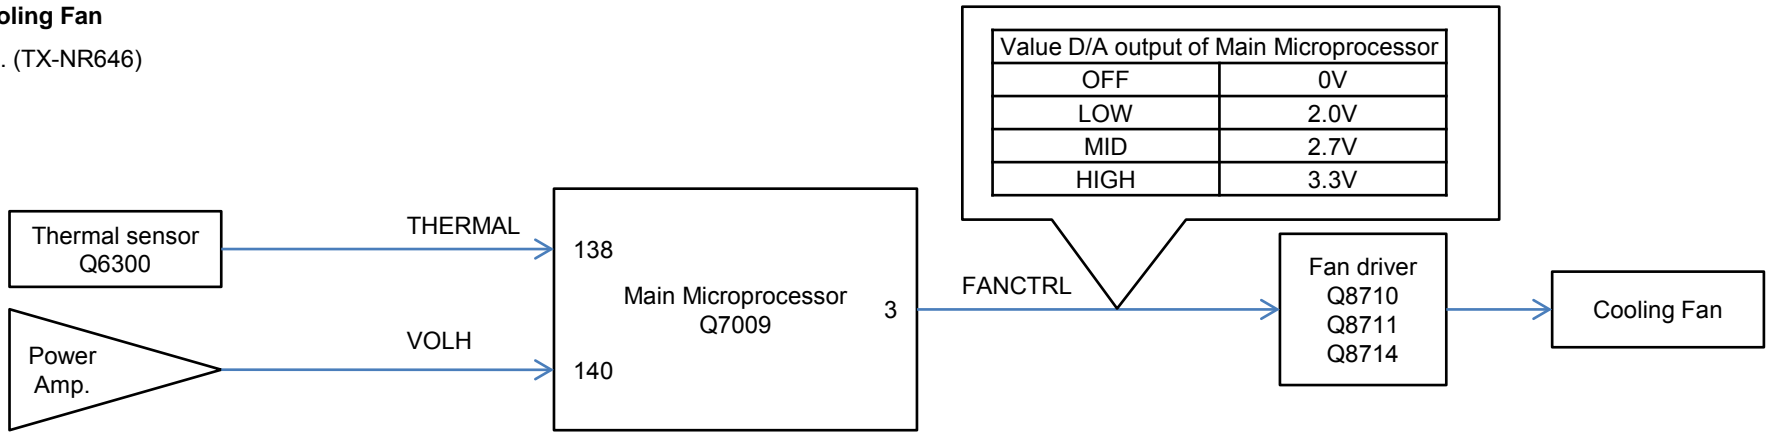 oling Fan
. (TX-NR646)
Value D/A output of Main Microprocessor
OFF 0V
LOW 2.0V
MID 2.7V
HIGH 3.3V
Thermal sensor
Q6300
THERMAL
138
Main Microprocessor
Q7009
3
FANCTRL
Fan driver
Q8710
Q8711
Q8714
Cooling Fan
Power
Amp.
VOLH
140